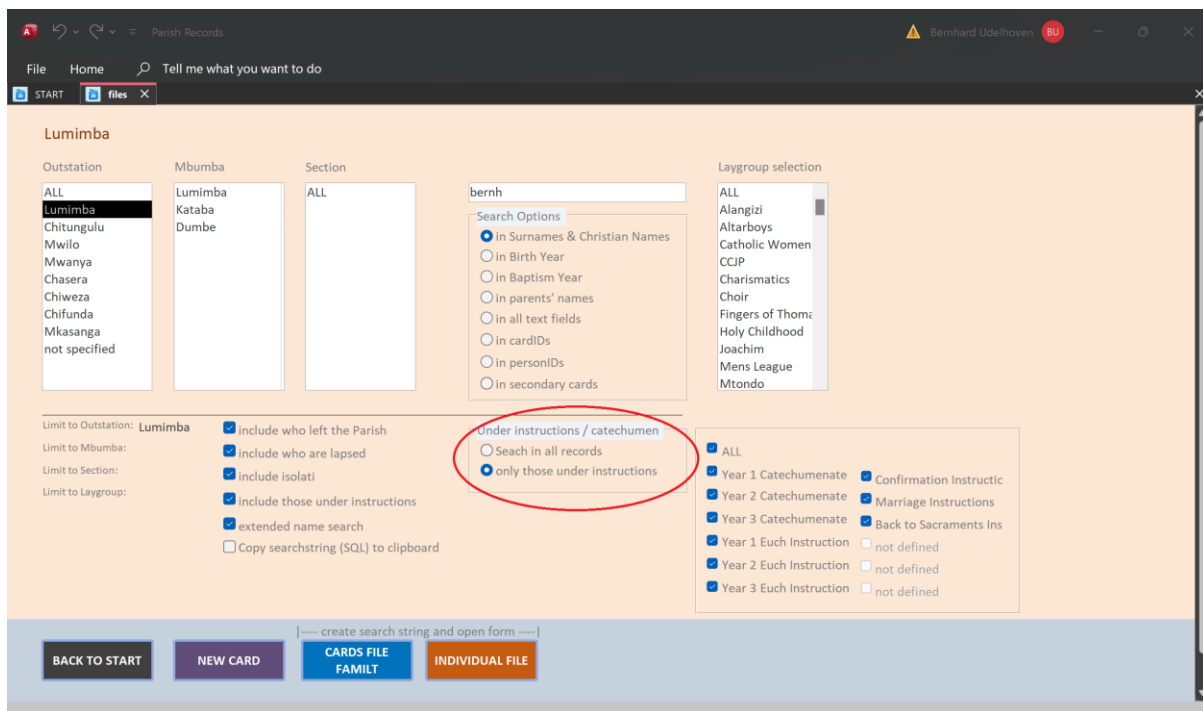 Parish Records
Bernhard Udelhoven BU
File Home Tell me what you want to do
START files
Lumimba
Outstation Mbumba Section Laygroup selection
ALL
Lumimba
Chitungulu
Mwilo
Mwanya
Chasera
Chiweza
Chifunda
Mkasanga
not specified
Lumimba
Kataba
Dumbe
ALL
bernh
Search Options
in Surnames & Christian Names
in Birth Year
in Baptism Year
in parents' names
in all text fields
in cardIDs
in personIDs
in secondary cards
ALL
Alangizi
Altarboys
Catholic Women
CCJP
Charismatics
Choir
Fingers of Thoma
Holy Childhood
Joachim
Mens League
Mtondo
Limit to Outstation: Lumimba
Limit to Mbumba:
Limit to Section:
Limit to Laygroup:
include who left the Parish
include who are lapsed
include isolati
include those under instructions
extended name search
Copy searchstring (SQL) to clipboard
Under instructions / catechumen
Seach in all records
only those under instructions
ALL
Year 1 Catechumenate
Year 2 Catechumenate
Year 3 Catechumenate
Year 1 Euch Instruction
Year 2 Euch Instruction
Year 3 Euch Instruction
Confirmation Instructic
Marriage Instructions
Back to Sacraments Ins
not defined
not defined
not defined
|---- create search string and open form ----|
BACK TO START
NEW CARD
CARDS FILE
FAMILT
INDIVIDUAL FILE